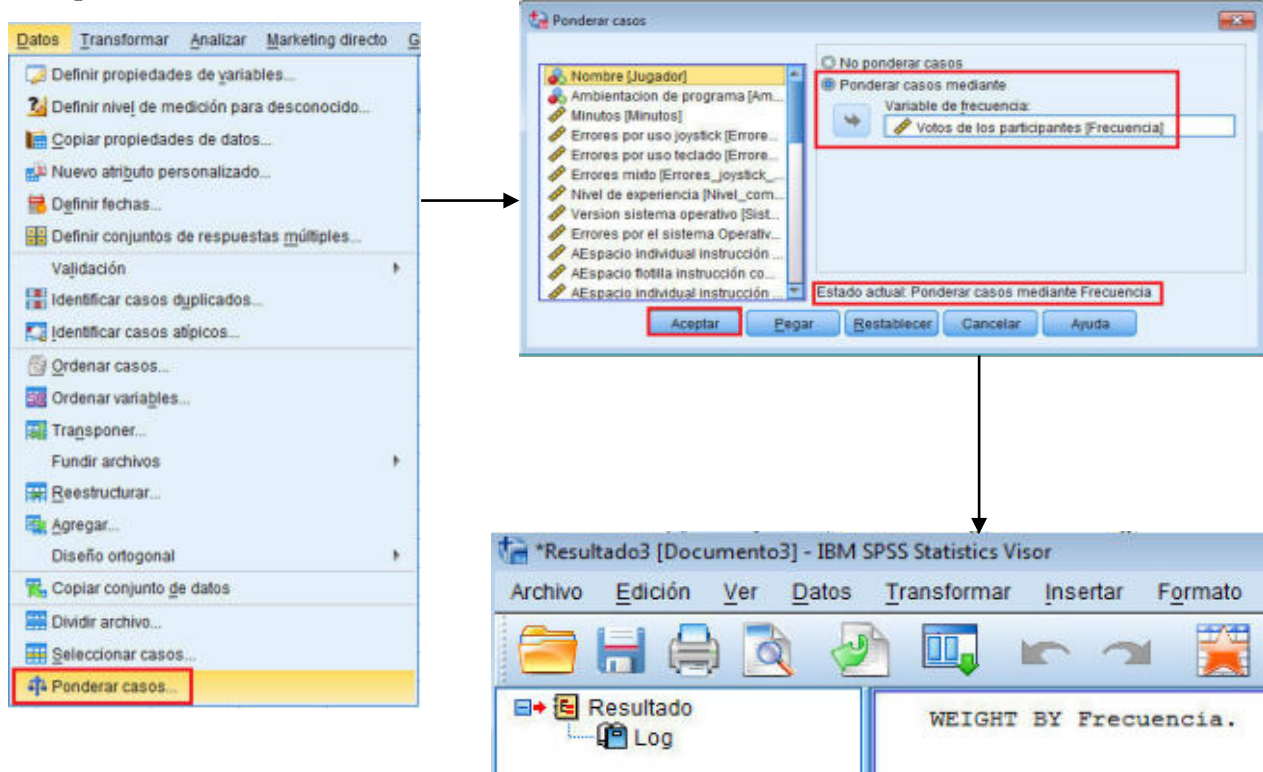 Datos Transformar Analizar Marketing directo G
Definir propiedades de variables...
Definir nivel de medición para desconocido...
Copiar propiedades de datos...
Nuevo atributo personalizado...
Definir fechas...
Definir conjuntos de respuestas múltiples...
Validación
Identificar casos duplicados...
Identificar casos atípicos...
Ordenar casos...
Ordenar variables...
Transponer...
Fundir archivos
Reestructurar...
Agregar...
Diseño ortogonal
Copiar conjunto de datos
Dividir archivo...
Seleccionar casos...
Ponderar casos...
Ponderar casos
Nombre [Jugador]
Ambientacion de programa [Am...
Minutos [Minutos]
Errores por uso joystick [Errore...
Errores por uso teclado [Errore...
Errores mixto [Errores_joystick_...
Nivel de experiencia [Nivel_com...
Version sistema operativo [Sist...
Errores por el sistema Operativ...
AEspacio individual instrucción ...
AEspacio flotilla instrucción co...
AEspacio individual instrucción ...
No ponderar casos
Ponderar casos mediante
Variable de frecuencia:
Votos de los participantes [Frecuencia]
Estado actual: Ponderar casos mediante Frecuencia
Aceptar Pegar Restablecer Cancelar Ayuda
*Resultado3 [Documento3] - IBM SPSS Statistics Visor
Archivo Edición Ver Datos Transformar Insertar Formato
Resultado
Log
WEIGHT BY Frecuencia.